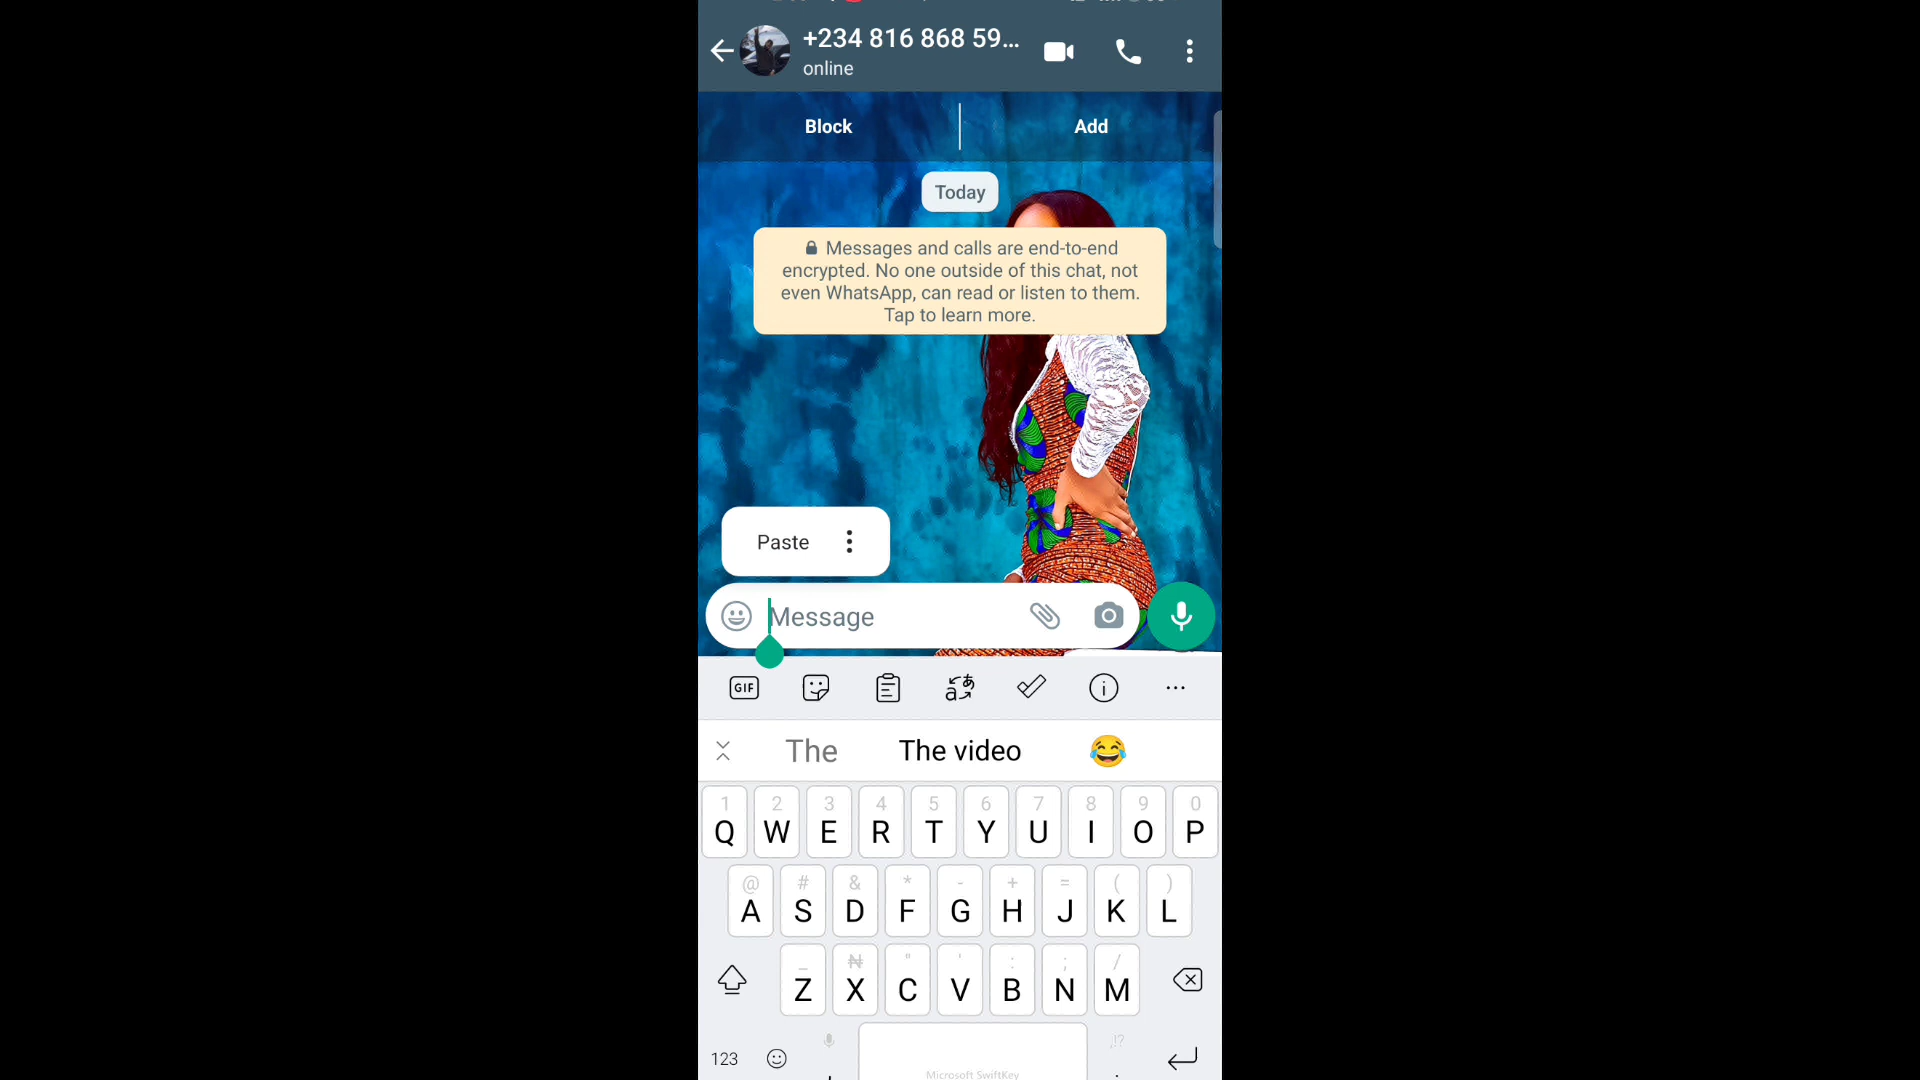 +234 816 868 59...
online
Block
Add
Today
Messages and calls are end-to-end
encrypted. No one outside of this chat, not
even WhatsApp, can read or listen to them.
Tap to learn more.
Paste
Message
GIF
The
The video
1 2 3 4 5 6 7 8 9 0
Q W E R T Y U I O P
@ # & * - + = ( )
A S D F G H J K L
_ ₦ " ' : ; /
Z X C V B N M
123
,!?
Microsoft SwiftKey